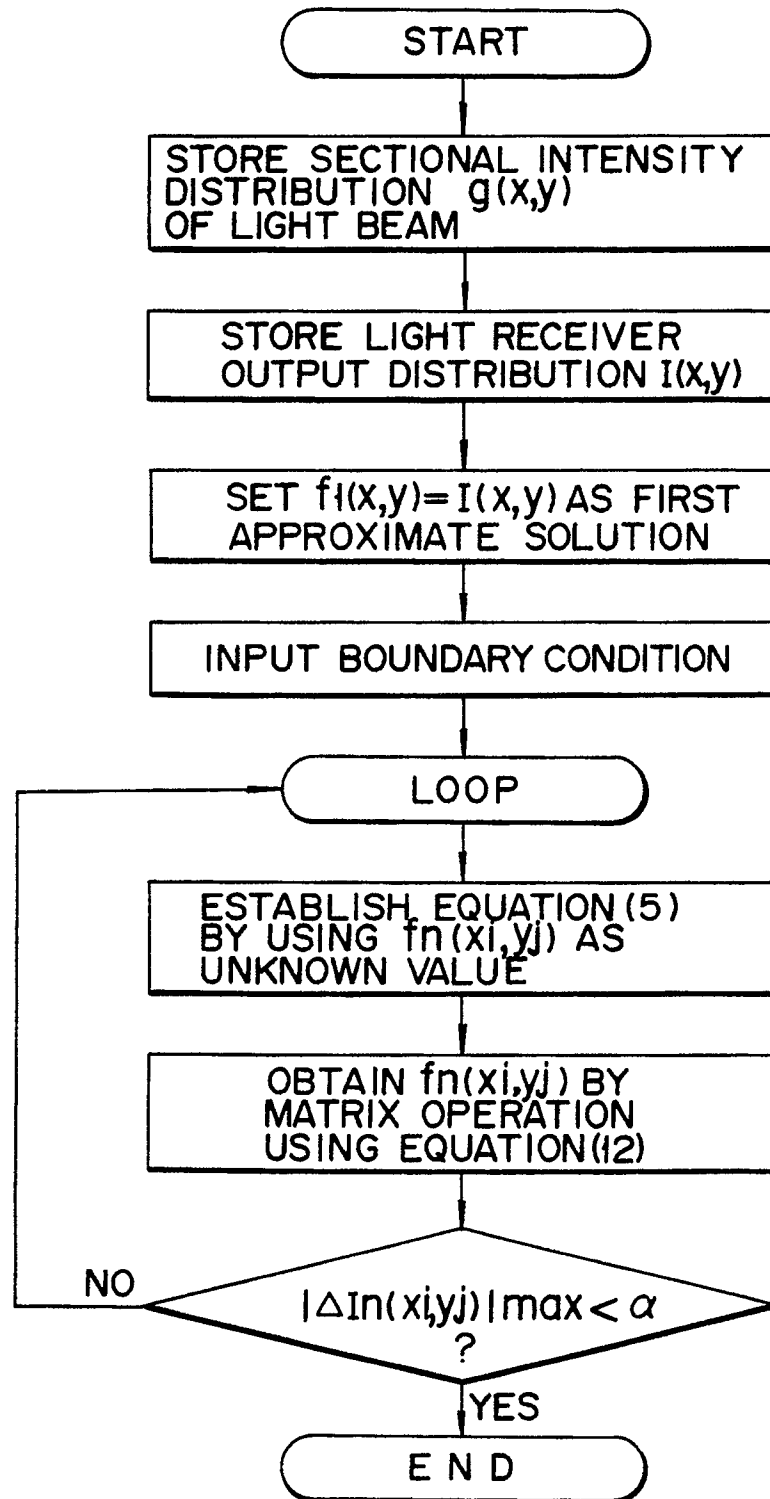 START
STORE SECTIONAL INTENSITY
DISTRIBUTION g(x,y)
OF LIGHT BEAM
STORE LIGHT RECEIVER
OUTPUT DISTRIBUTION I(x,y)
SET f1(x,y)=I(x,y) AS FIRST
APPROXIMATE SOLUTION
INPUT BOUNDARY CONDITION
LOOP
ESTABLISH EQUATION (5)
BY USING fn(xi,yj) AS
UNKNOWN VALUE
OBTAIN fn(xi,yj) BY
MATRIX OPERATION
USING EQUATION (12)
NO
|△In(xi,yj)|max<α
?
YES
END